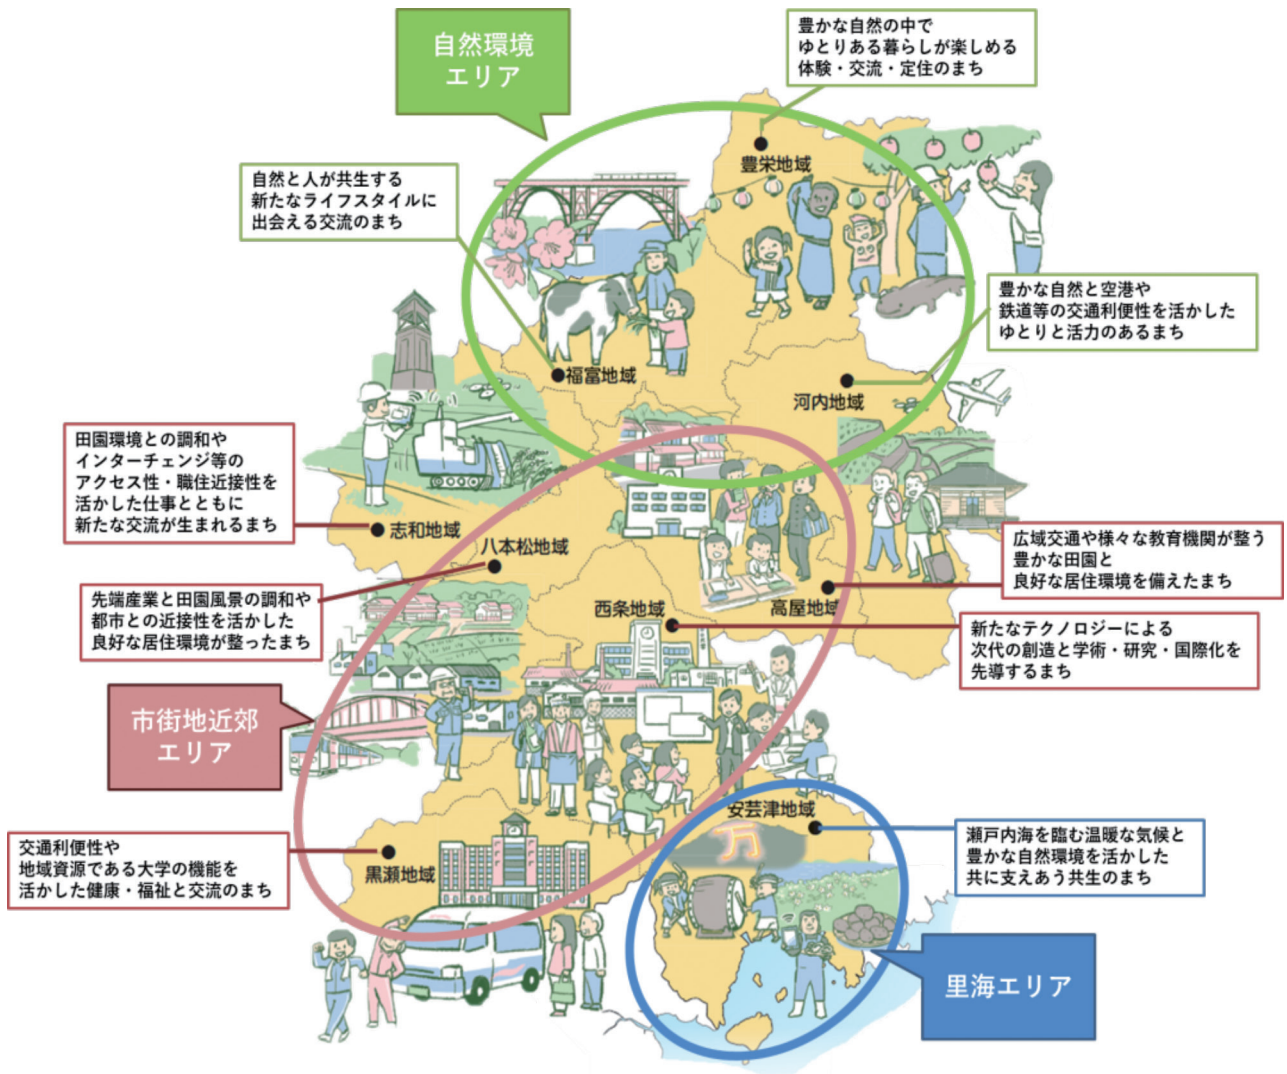 自然環境
エリア
豊かな自然の中で
ゆとりある暮らしが楽しめる
体験・交流・定住のまち
豊栄地域
自然と人が共生する
新たなライフスタイルに
出会える交流のまち
福富地域
豊かな自然と空港や
鉄道等の交通利便性を活かした
ゆとりと活力のあるまち
河内地域
田園環境との調和や
インターチェンジ等の
アクセス性・職住近接性を
活かした仕事とともに
新たな交流が生まれるまち
志和地域
八本松地域
先端産業と田園風景の調和や
都市との近接性を活かした
良好な居住環境が整ったまち
広域交通や様々な教育機関が整う
豊かな田園と
良好な居住環境を備えたまち
高屋地域
西条地域
新たなテクノロジーによる
次代の創造と学術・研究・国際化を
先導するまち
市街地近郊
エリア
交通利便性や
地域資源である大学の機能を
活かした健康・福祉と交流のまち
黒瀬地域
安芸津地域
万
瀬戸内海を臨む温暖な気候と
豊かな自然環境を活かした
共に支えあう共生のまち
里海エリア